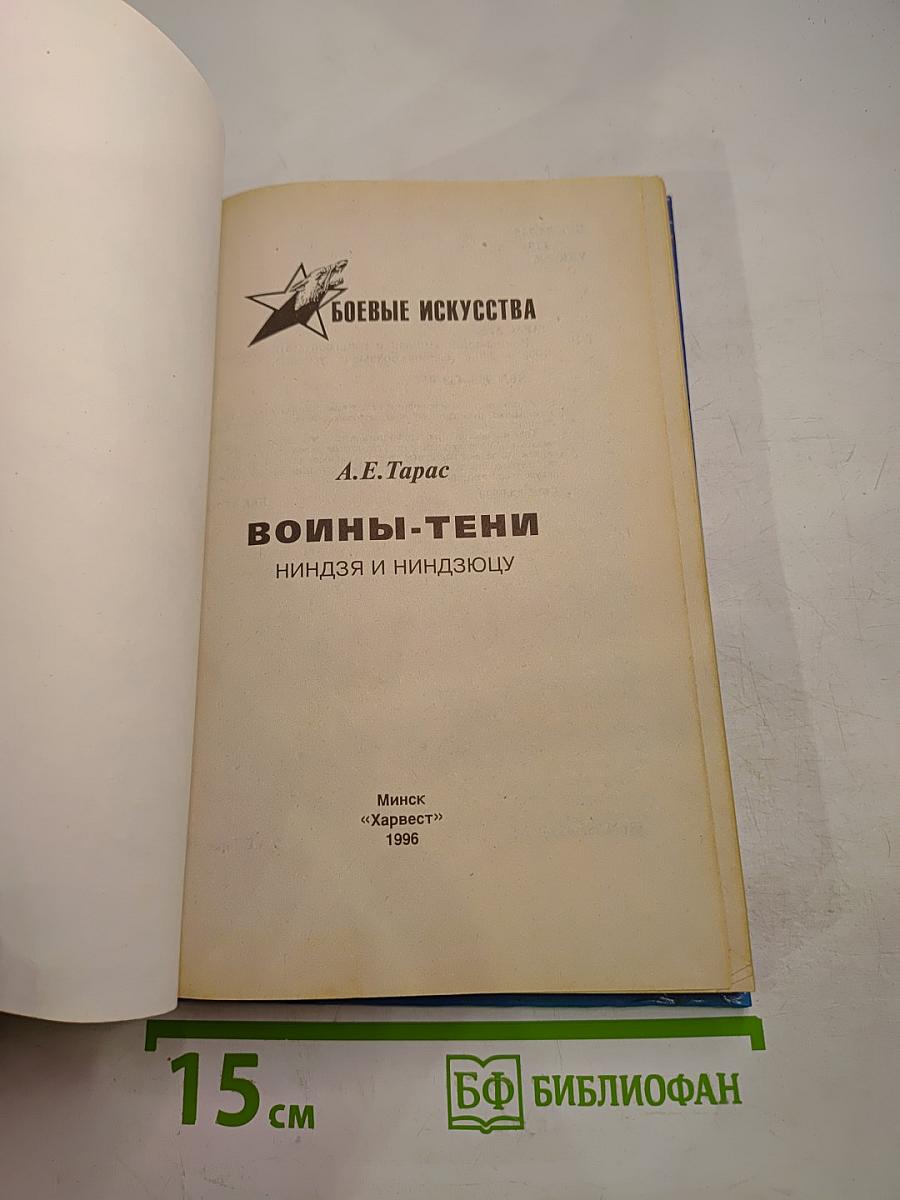 БОЕВЫЕ ИСКУССТВА
А.Е.Тарас
ВОИНЫ-ТЕНИ
НИНДЗЯ И НИНДЗЮЦУ
Минск
«Харвест»
1996
15 см
БФ БИБЛИОФАН